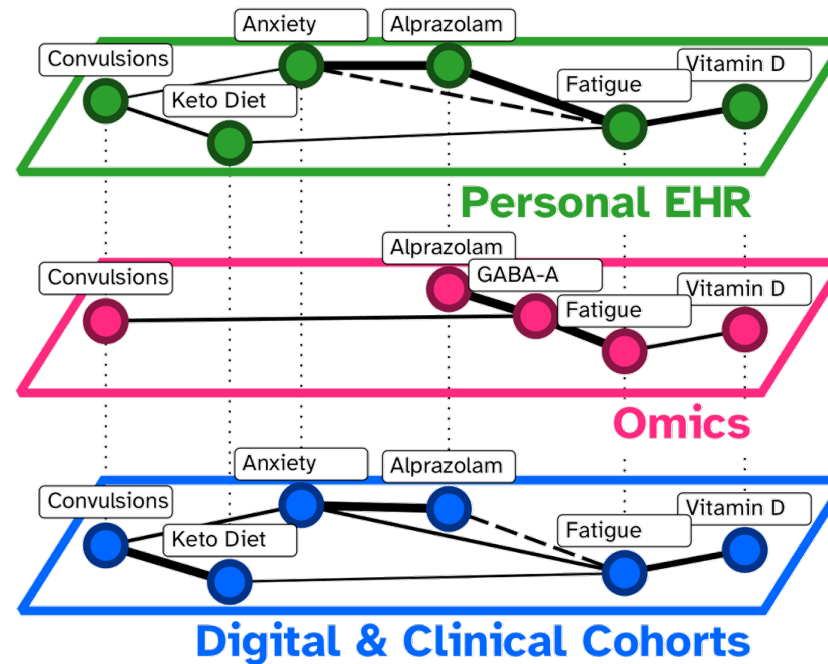 Anxiety
Alprazolam
Convulsions
Vitamin D
Fatigue
Keto Diet
Personal EHR
Alprazolam
GABA-A
Convulsions
Vitamin D
Fatigue
Omics
Anxiety
Alprazolam
Convulsions
Vitamin D
Fatigue
Keto Diet
Digital & Clinical Cohorts